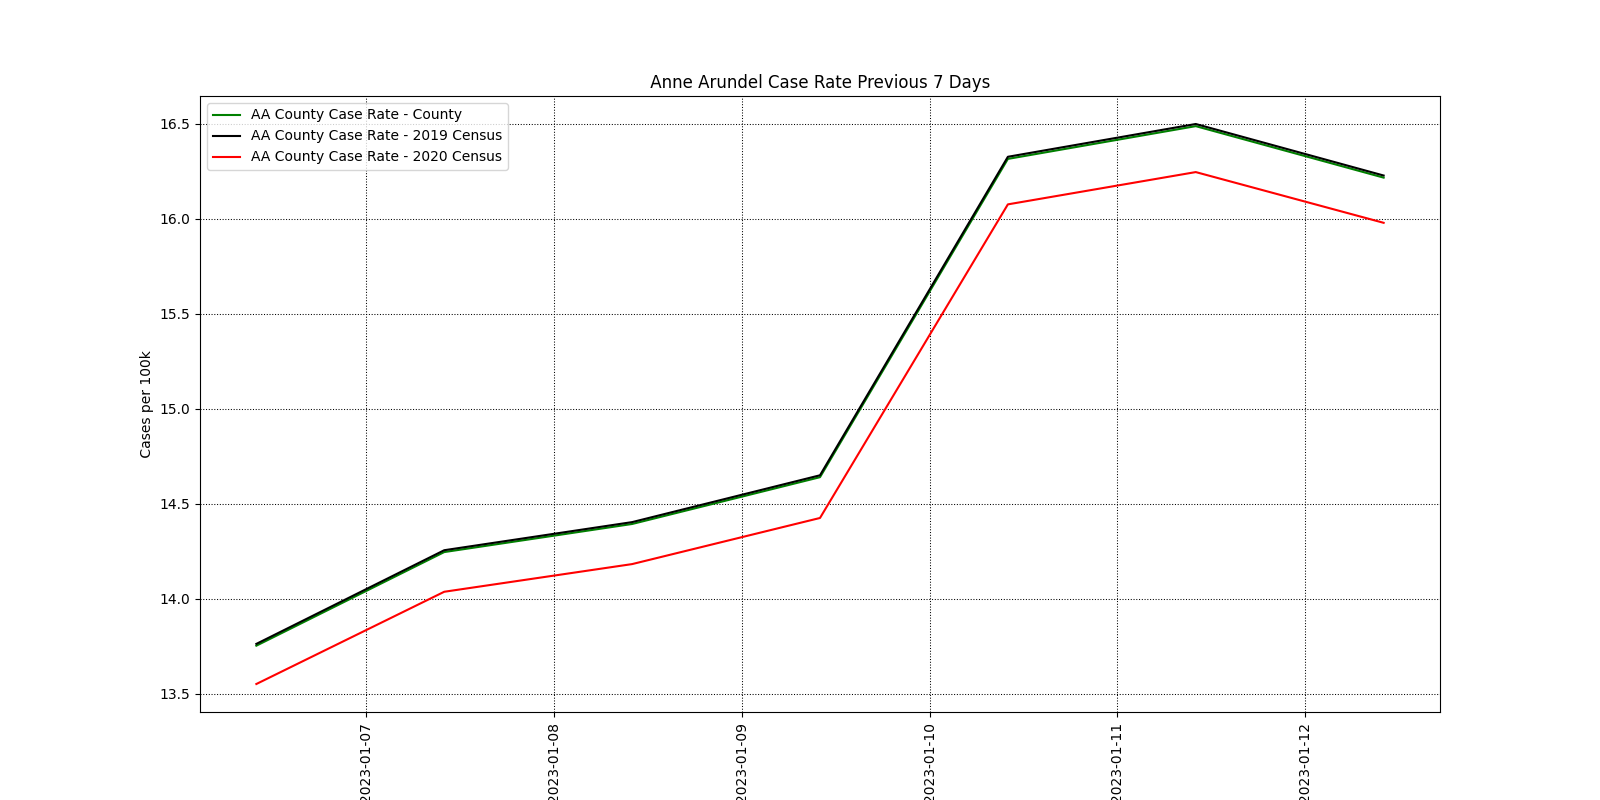 Anne Arundel Case Rate Previous 7 Days
AA County Case Rate - County
AA County Case Rate - 2019 Census
AA County Case Rate - 2020 Census
Cases per 100k
16.5
16.0
15.5
15.0
14.5
14.0
13.5
2023-01-07
2023-01-08
2023-01-09
2023-01-10
2023-01-11
2023-01-12